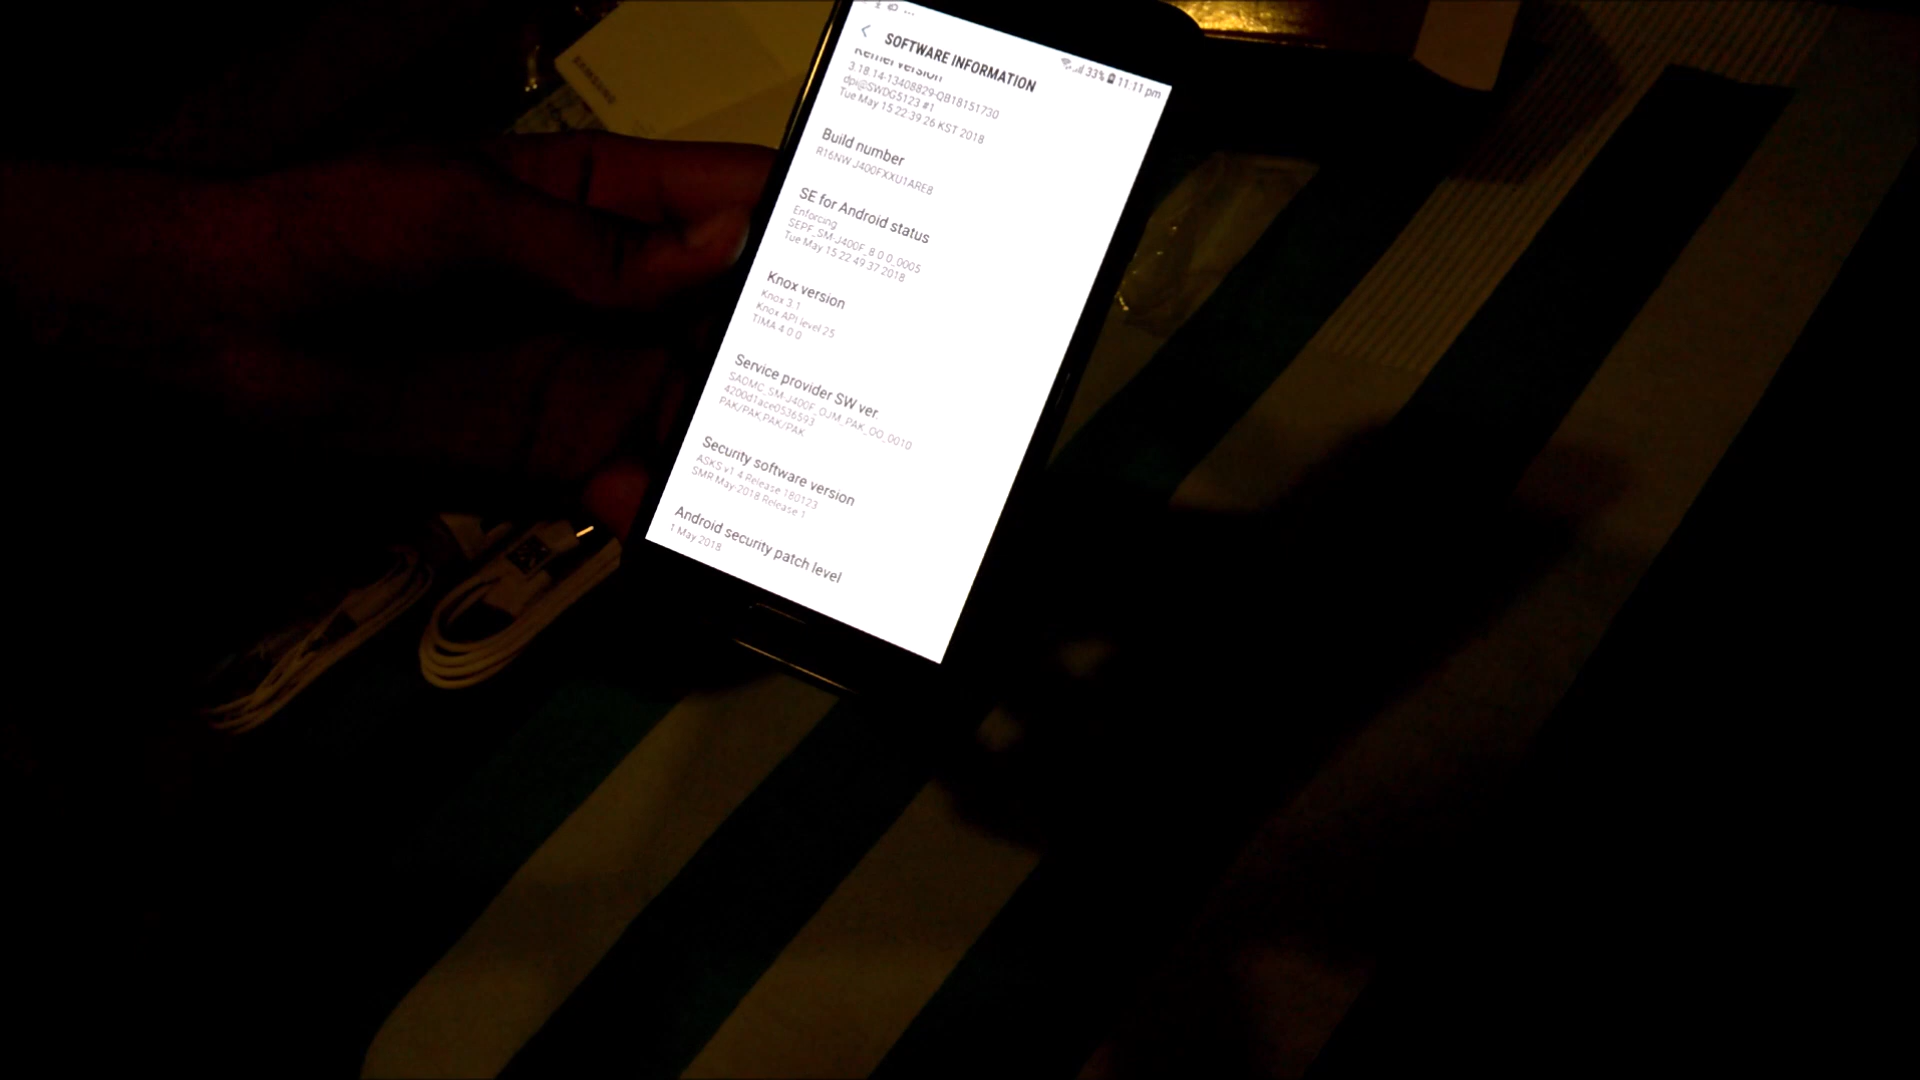 33% 11:11 pm
SOFTWARE INFORMATION
Kernel version
3.18.14-13408829-QB18151730
dpi@SWDG5123 #1
Tue May 15 22:39:26 KST 2018
Build number
R16NW.J400FXXU1ARE8
SE for Android status
Enforcing
SEPF_SM-J400F_8.0.0_0005
Tue May 15 22:49:37 2018
Knox version
Knox 3.1
Knox API level 25
TIMA 4.0.0
Service provider SW ver.
SAOMC_SM-J400F_OJM_PAK_OO_0010
4200d1ace0536593
PAK/PAK,PAK/PAK
Security software version
ASKS v1.4 Release 180123
SMR May-2018 Release 1
Android security patch level
1 May 2018
SAMSUNG